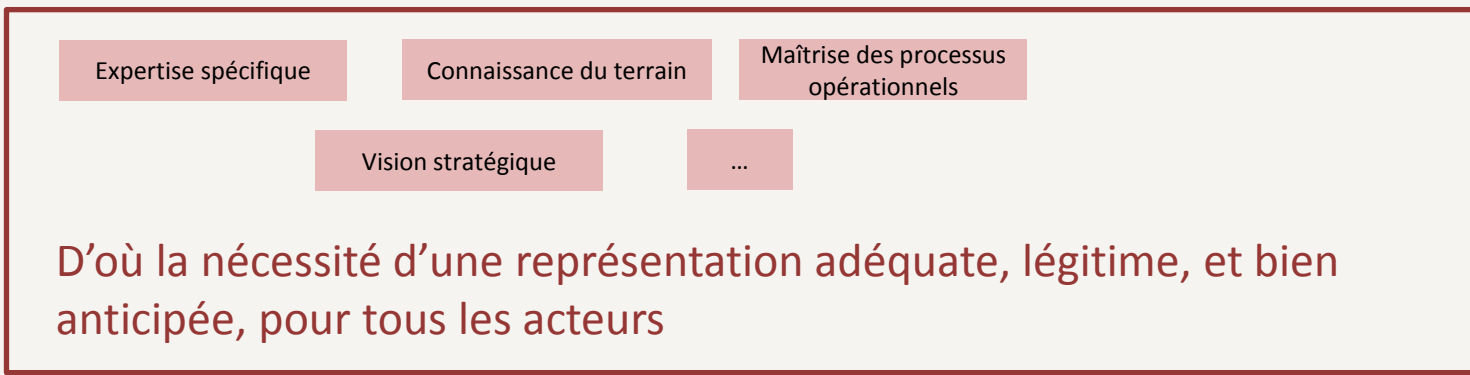 Expertise spécifique
Connaissance du terrain
Maîtrise des processus
opérationnels
Vision stratégique
…
D’où la nécessité d’une représentation adéquate, légitime, et bien
anticipée, pour tous les acteurs